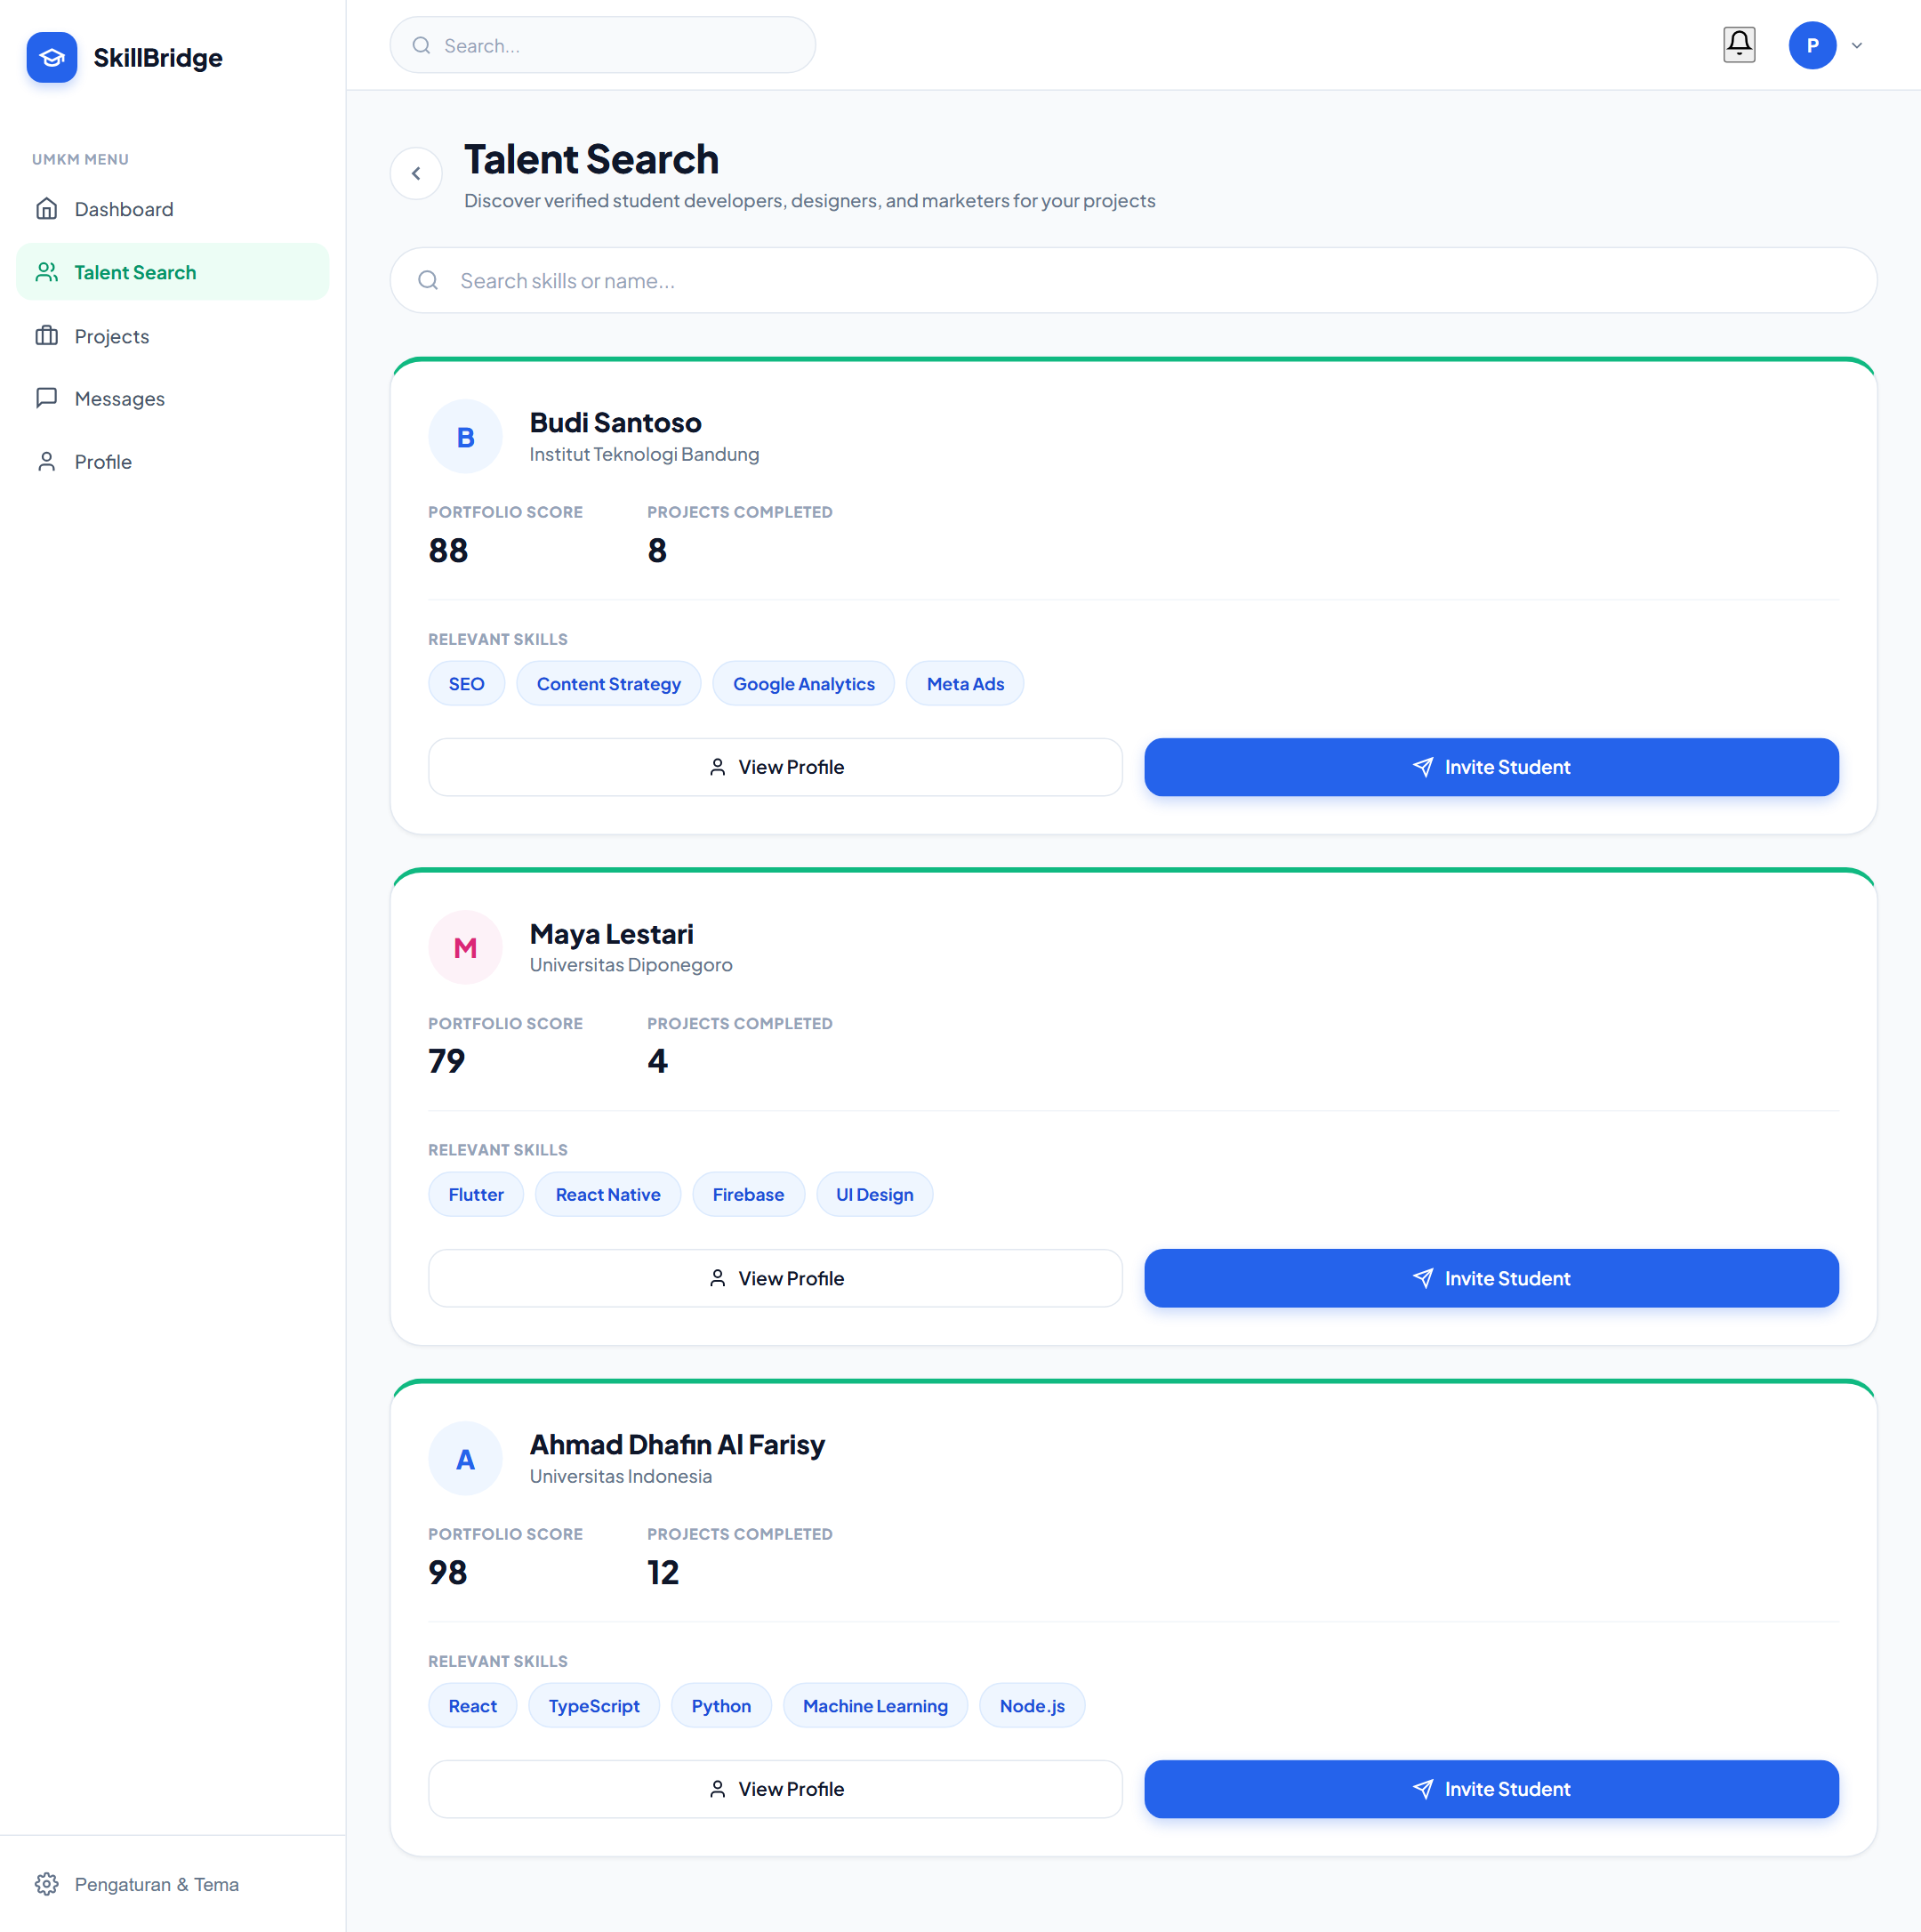 SkillBridge
Search...
P
UMKM MENU
Dashboard
Talent Search
Projects
Messages
Profile
Pengaturan & Tema
Talent Search
Discover verified student developers, designers, and marketers for your projects
Search skills or name...
B
Budi Santoso
Institut Teknologi Bandung
PORTFOLIO SCORE PROJECTS COMPLETED
88 8
RELEVANT SKILLS
SEO Content Strategy Google Analytics Meta Ads
View Profile Invite Student
M
Maya Lestari
Universitas Diponegoro
PORTFOLIO SCORE PROJECTS COMPLETED
79 4
RELEVANT SKILLS
Flutter React Native Firebase UI Design
View Profile Invite Student
A
Ahmad Dhafin Al Farisy
Universitas Indonesia
PORTFOLIO SCORE PROJECTS COMPLETED
98 12
RELEVANT SKILLS
React TypeScript Python Machine Learning Node.js
View Profile Invite Student